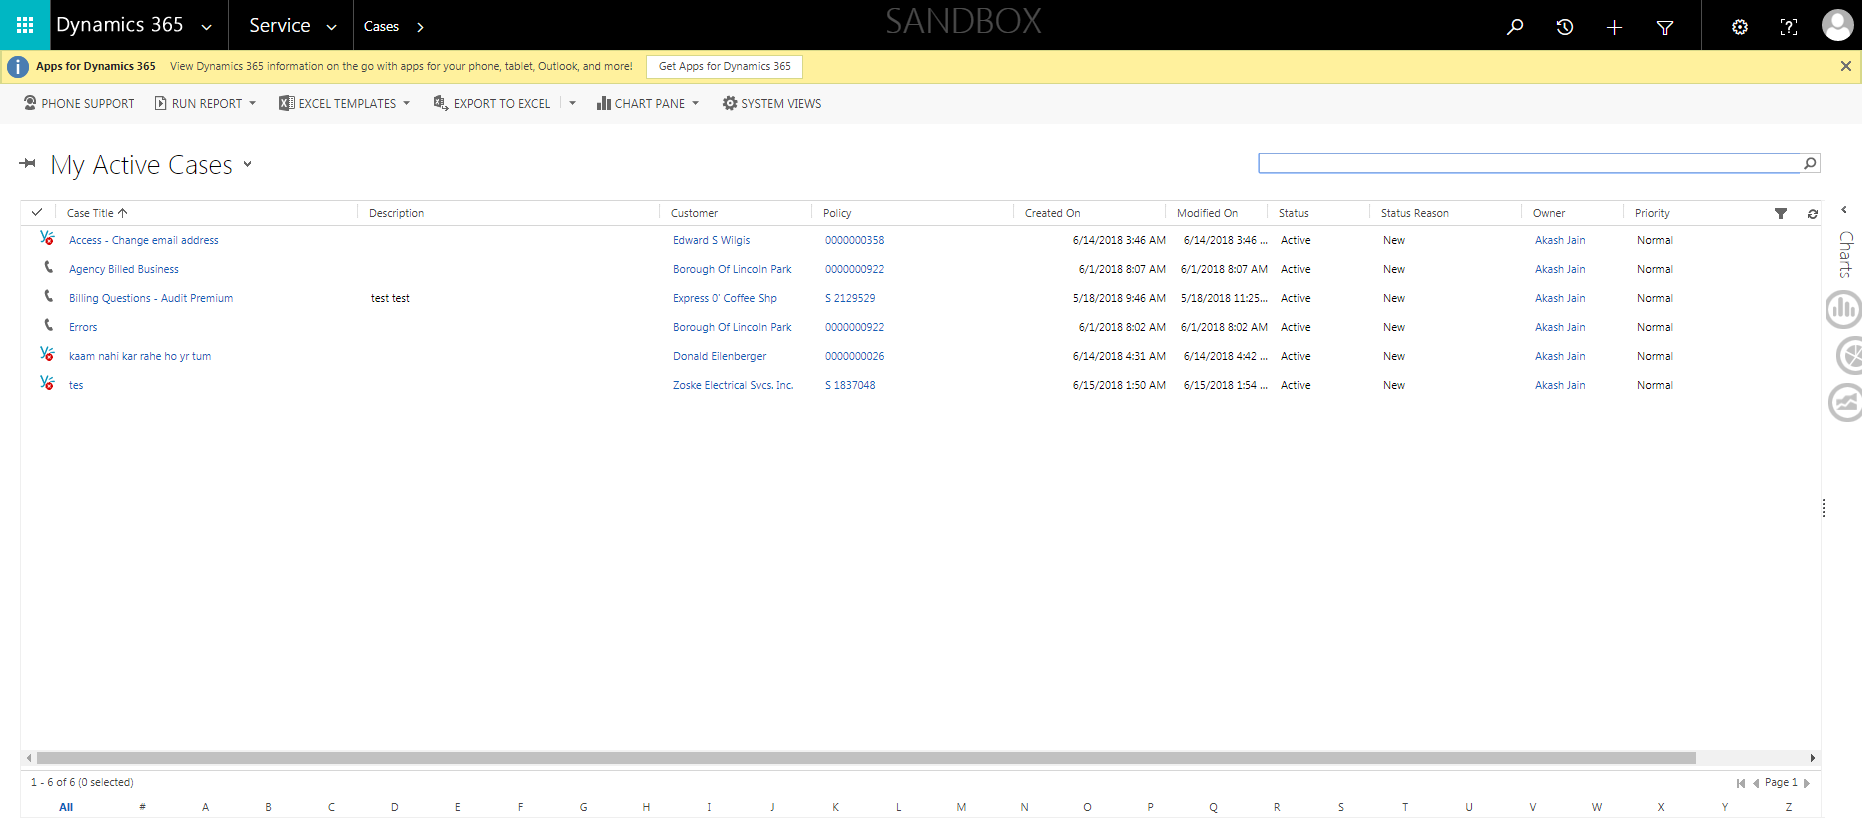 Dynamics 365 Service Cases SANDBOX
Apps for Dynamics 365 View Dynamics 365 information on the go with apps for your phone, tablet, Outlook, and more! Get Apps for Dynamics 365
PHONE SUPPORT RUN REPORT EXCEL TEMPLATES EXPORT TO EXCEL CHART PANE SYSTEM VIEWS
My Active Cases
Case Title Description Customer Policy Created On Modified On Status Status Reason Owner Priority
Access - Change email address Edward S Wilgis 0000000358 6/14/2018 3:46 AM 6/14/2018 3:46 ... Active New Akash Jain Normal
Agency Billed Business Borough Of Lincoln Park 0000000922 6/1/2018 8:07 AM 6/1/2018 8:07 AM Active New Akash Jain Normal
Billing Questions - Audit Premium test test Express 0' Coffee Shp S 2129529 5/18/2018 9:46 AM 5/18/2018 11:25... Active New Akash Jain Normal
Errors Borough Of Lincoln Park 0000000922 6/1/2018 8:02 AM 6/1/2018 8:02 AM Active New Akash Jain Normal
kaam nahi kar rahe ho yr tum Donald Eilenberger 0000000026 6/14/2018 4:31 AM 6/14/2018 4:42 ... Active New Akash Jain Normal
tes Zoske Electrical Svcs. Inc. S 1837048 6/15/2018 1:50 AM 6/15/2018 1:54 ... Active New Akash Jain Normal
Charts
1 - 6 of 6 (0 selected) Page 1
All # A B C D E F G H I J K L M N O P Q R S T U V W X Y Z